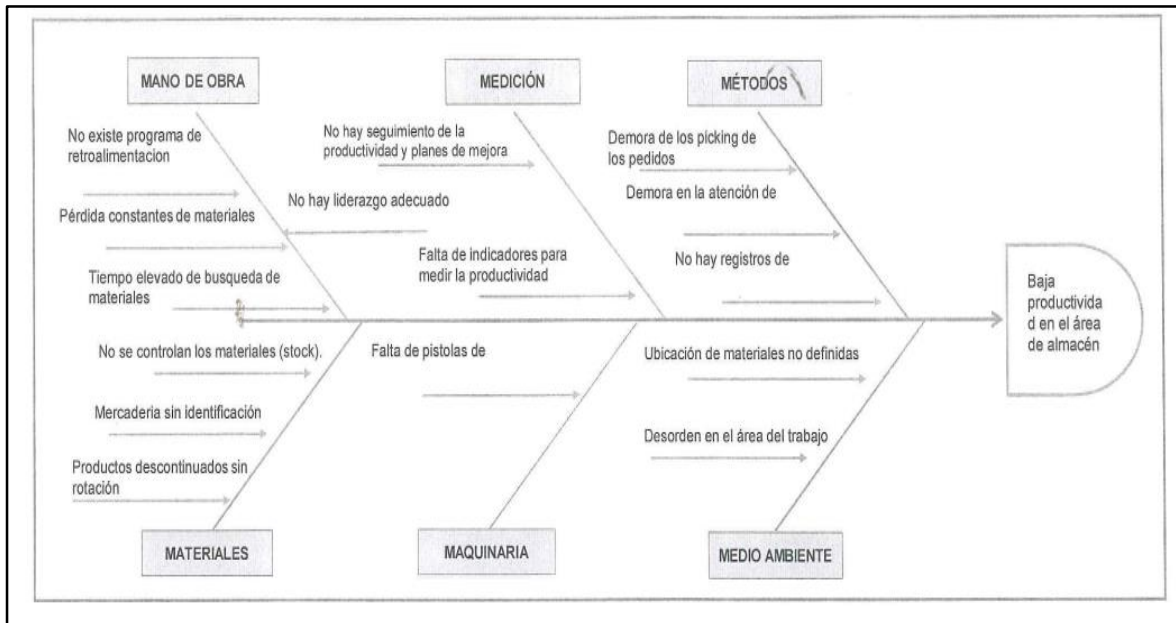 MANO DE OBRA
MEDICIÓN
MÉTODOS
No existe programa de
retroalimentacion
Pérdida constantes de materiales
Tiempo elevado de busqueda de
materiales
No hay liderazgo adecuado
No hay seguimiento de la
productividad y planes de mejora
Falta de indicadores para
medir la productividad
Demora de los picking de
los pedidos
Demora en la atención de
No hay registros de
Baja
productivida
d en el área
de almacén
No se controlan los materiales (stock).
Mercaderia sin identificación
Productos descontinuados sin
rotación
Falta de pistolas de
Ubicación de materiales no definidas
Desorden en el área del trabajo
MATERIALES
MAQUINARIA
MEDIO AMBIENTE